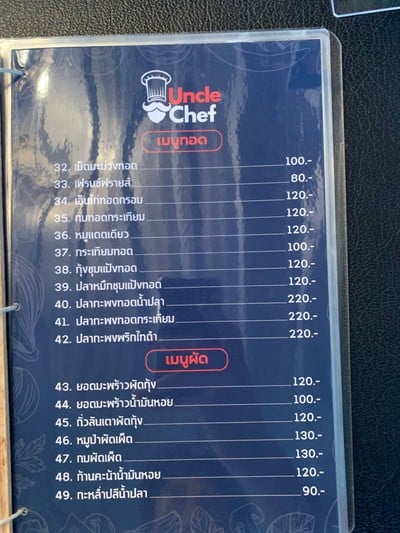 Uncle
Chef
เมนูทอด
32. เม็ดมะม่วงทอด 100.-
33. เฟรนช์ฟรายส์ 80.-
34. เอ็นไก่ทอดกรอบ 120.-
35. กบทอดกระเทียม 120.-
36. หมูแดดเดียว 120.-
37. กระเทียมทอด 100.-
38. กุ้งชุบแป้งทอด 120.-
39. ปลาหมึกชุบแป้งทอด 120.-
40. ปลากะพงทอดน้ำปลา 220.-
41. ปลากะพงทอดกระเทียม 220.-
42. ปลากะพงพริกไทดำ 220.-
เมนูผัด
43. ยอดมะพร้าวผัดกุ้ง 120.-
44. ยอดมะพร้าวน้ำมันหอย 100.-
45. ถั่วลันเตาผัดกุ้ง 120.-
46. หมูป่าผัดเผ็ด 130.-
47. กบผัดเผ็ด 130.-
48. ก้านคะน้าน้ำมันหอย 120.-
49. กะหล่ำปลีน้ำปลา 90.-